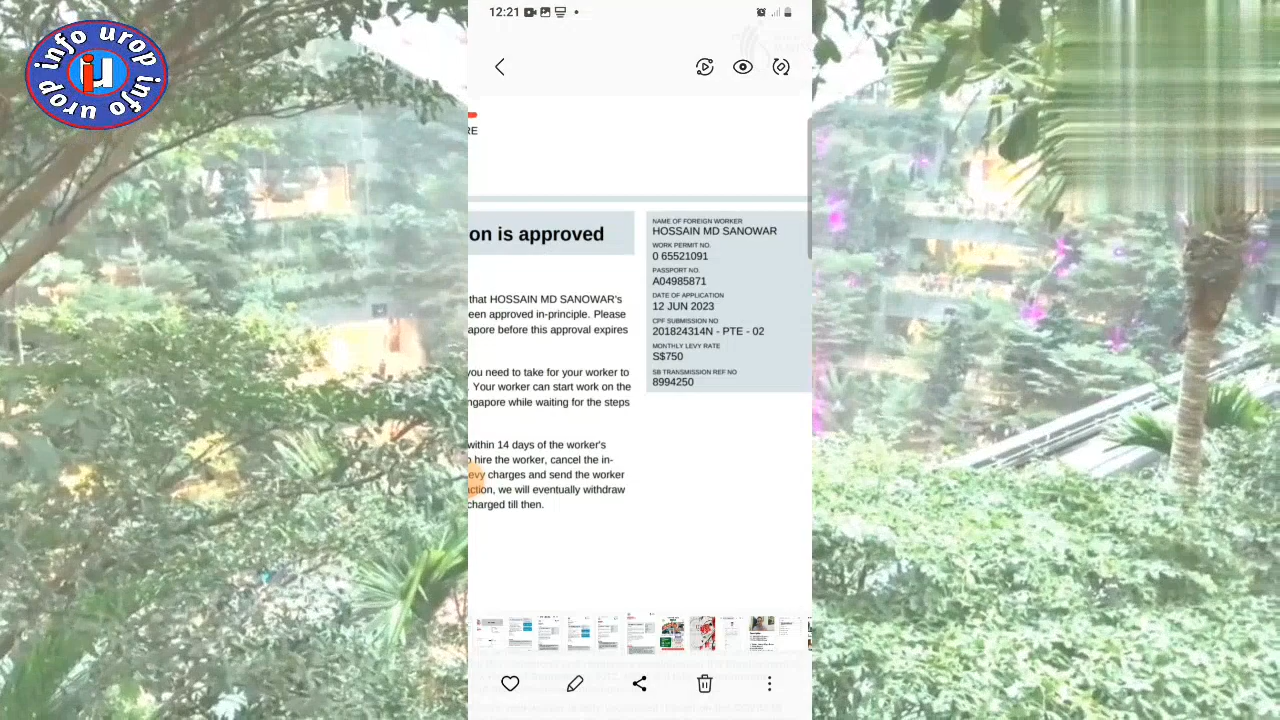 info urop info urop
iu
12:21
RE
on is approved
that HOSSAIN MD SANOWAR's
een approved in-principle. Please
apore before this approval expires
you need to take for your worker to
. Your worker can start work on the
ngapore while waiting for the steps
within 14 days of the worker's
o hire the worker, cancel the in-
evy charges and send the worker
action, we will eventually withdraw
charged till then.
NAME OF FOREIGN WORKER
HOSSAIN MD SANOWAR
WORK PERMIT NO.
0 65521091
PASSPORT NO.
A04985871
DATE OF APPLICATION
12 JUN 2023
CPF SUBMISSION NO
201824314N - PTE - 02
MONTHLY LEVY RATE
S$750
SB TRANSMISSION REF NO
8994250